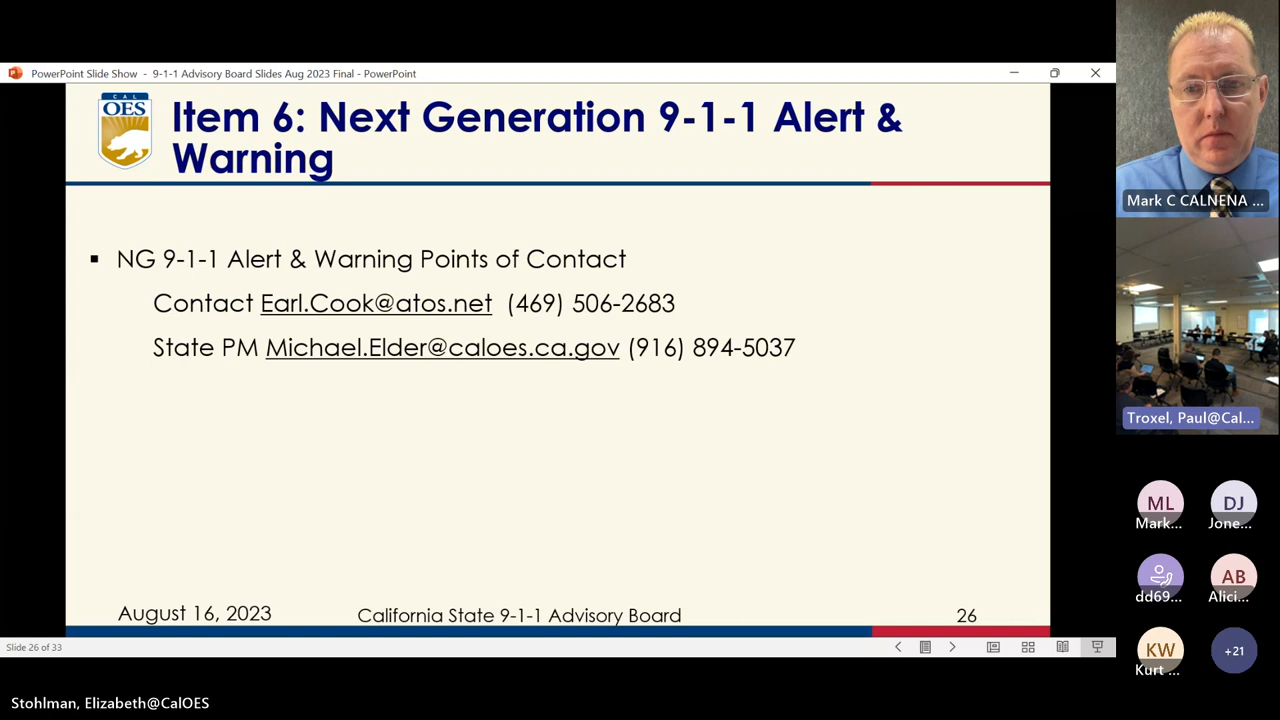 PowerPoint Slide Show - 9-1-1 Advisory Board Slides Aug 2023 Final - PowerPoint
CAL
OES
Item 6: Next Generation 9-1-1 Alert &
Warning
▪ NG 9-1-1 Alert & Warning Points of Contact
Contact Earl.Cook@atos.net (469) 506-2683
State PM Michael.Elder@caloes.ca.gov (916) 894-5037
August 16, 2023
California State 9-1-1 Advisory Board
26
Slide 26 of 33
Stohlman, Elizabeth@CalOES
Mark C CALNENA ...
Troxel, Paul@Cal...
ML
Mark...
DJ
Jone...
dd69...
AB
Alici...
KW
Kurt ...
+21